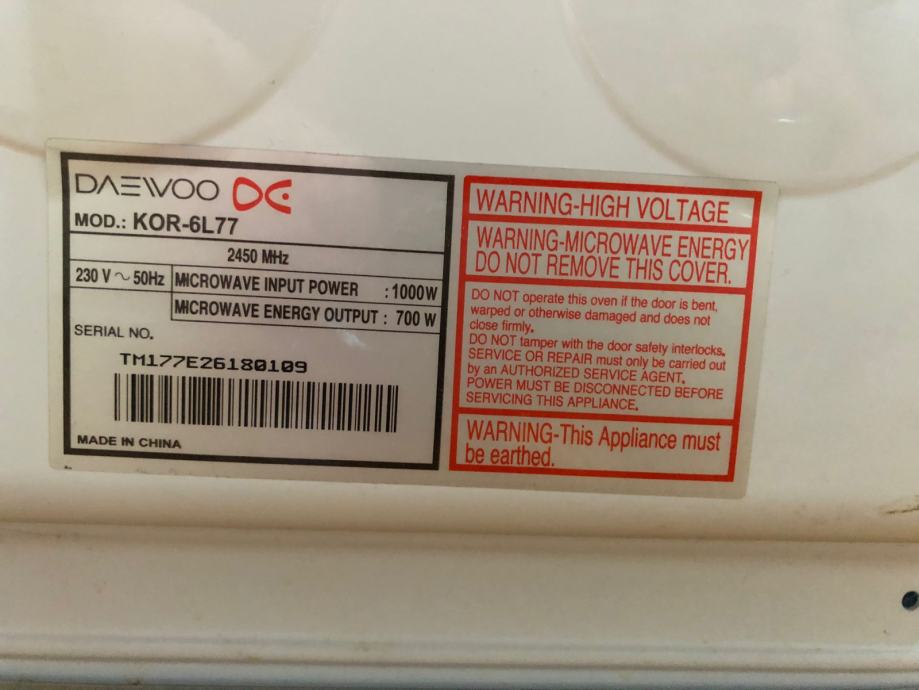 DAEWOO
MOD.: KOR-6L77
2450 MHz
230 V ~ 50Hz
MICROWAVE INPUT POWER : 1000W
MICROWAVE ENERGY OUTPUT : 700 W
SERIAL NO.
TM177E26180109
MADE IN CHINA
WARNING-HIGH VOLTAGE
WARNING-MICROWAVE ENERGY
DO NOT REMOVE THIS COVER.
DO NOT operate this oven if the door is bent,
warped or otherwise damaged and does not
close firmly.
DO NOT tamper with the door safety interlocks.
SERVICE OR REPAIR must only be carried out
by an AUTHORIZED SERVICE AGENT.
POWER MUST BE DISCONNECTED BEFORE
SERVICING THIS APPLIANCE.
WARNING-This Appliance must
be earthed.